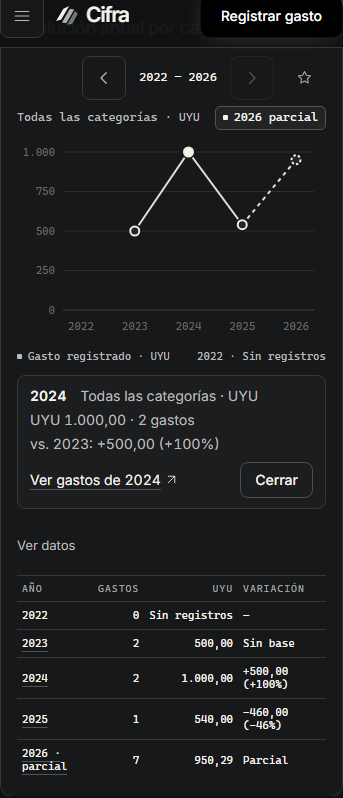 Cifra
Registrar gasto
2022 — 2026
Todas las categorías · UYU
2026 parcial
1.000
750
500
250
0
2022 2023 2024 2025 2026
Gasto registrado · UYU
2022 · Sin registros
2024 Todas las categorías · UYU
UYU 1.000,00 · 2 gastos
vs. 2023: +500,00 (+100%)
Ver gastos de 2024 ↗
Cerrar
Ver datos
AÑO GASTOS UYU VARIACIÓN
2022 0 Sin registros —
2023 2 500,00 Sin base
2024 2 1.000,00 +500,00
(+100%)
2025 1 540,00 −460,00
(−46%)
2026 ·
parcial 7 950,29 Parcial